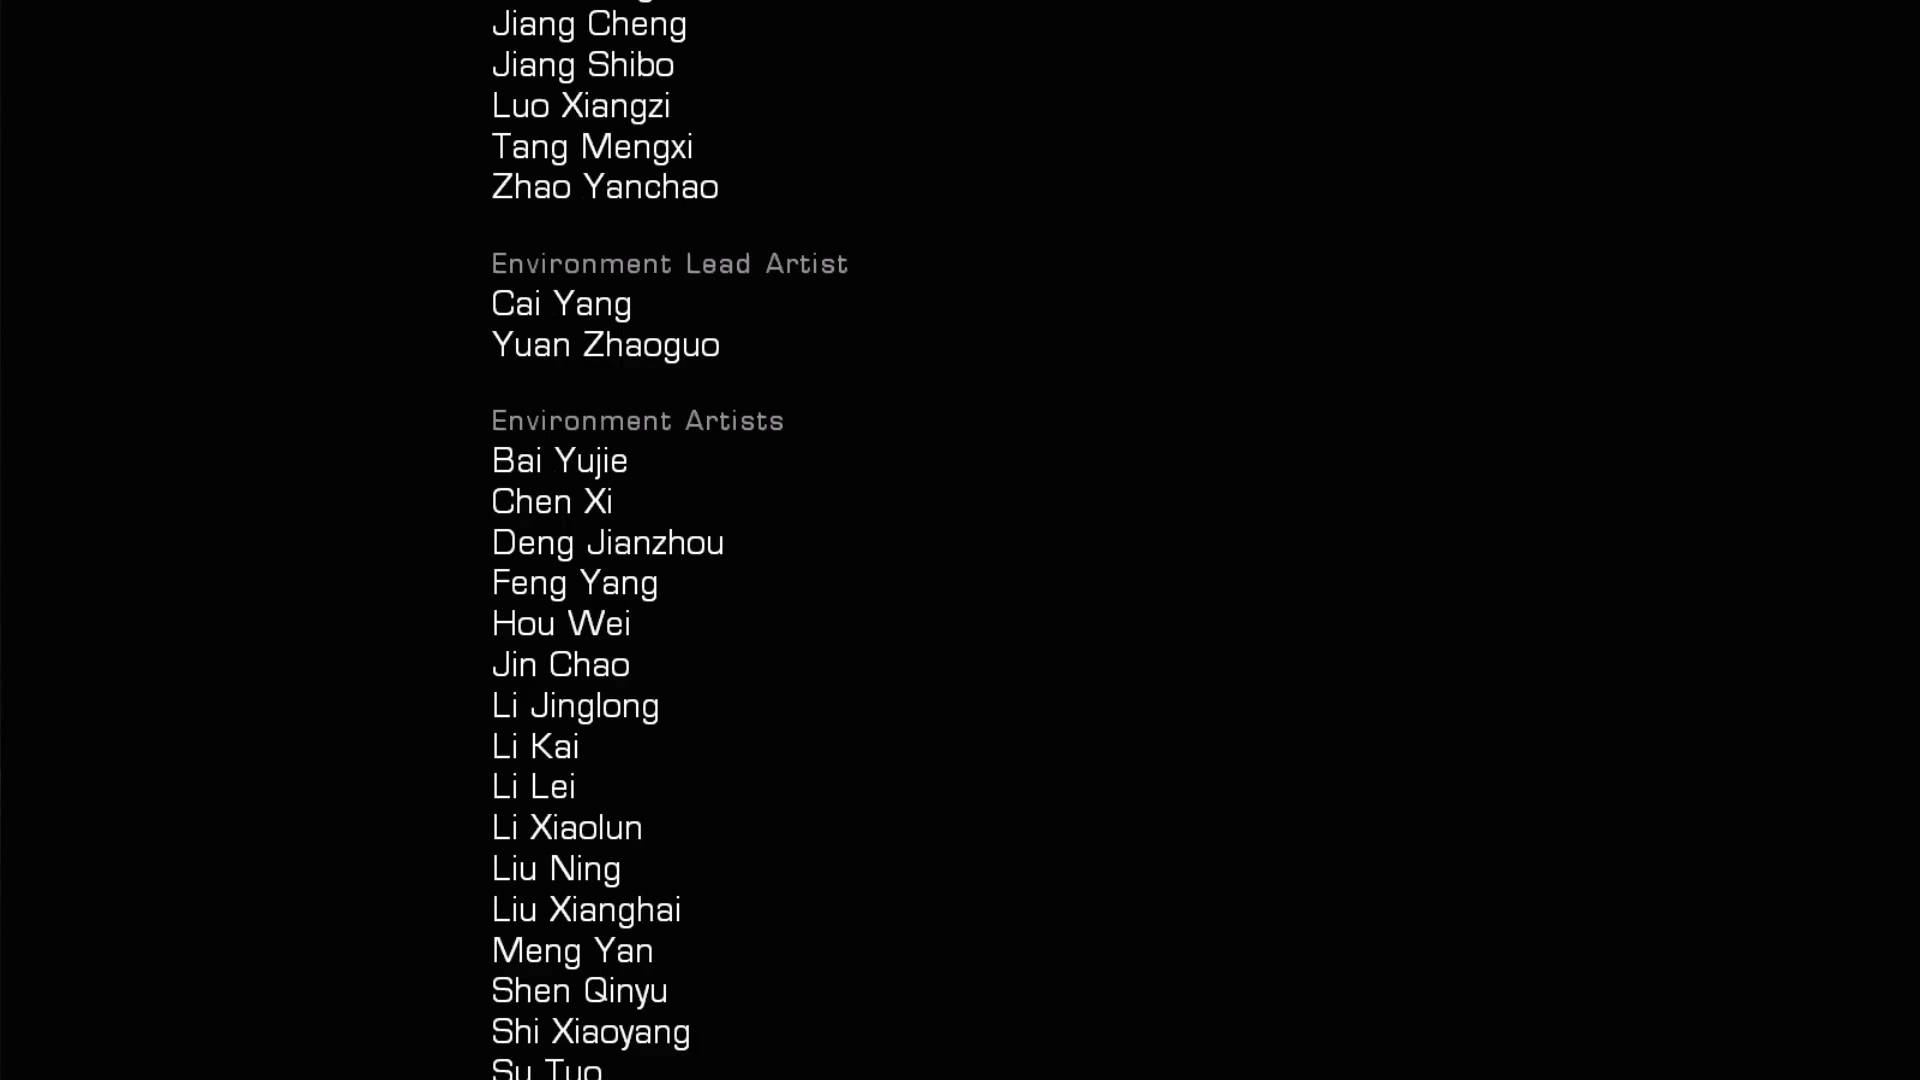 Jiang Cheng
Jiang Shibo
Luo Xiangzi
Tang Mengxi
Zhao Yanchao
Environment Lead Artist
Cai Yang
Yuan Zhaoguo
Environment Artists
Bai Yujie
Chen Xi
Deng Jianzhou
Feng Yang
Hou Wei
Jin Chao
Li Jinglong
Li Kai
Li Lei
Li Xiaolun
Liu Ning
Liu Xianghai
Meng Yan
Shen Qinyu
Shi Xiaoyang
Su Tuo